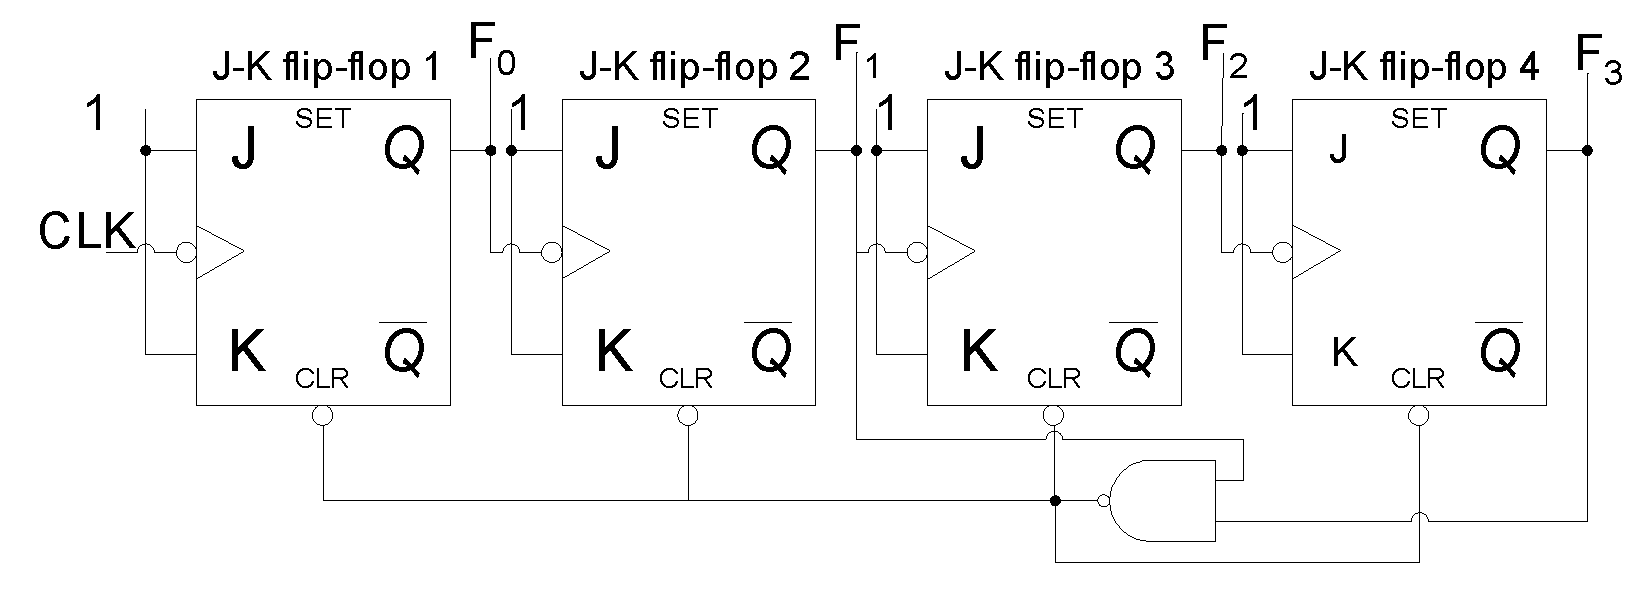 J-K flip-flop 1 F0 J-K flip-flop 2 F1 J-K flip-flop 3 F2 J-K flip-flop 4 F3
1 SET 1 SET 1 SET 1 SET
J Q J Q J Q J Q
CLK
K Q̅ K Q̅ K Q̅ K Q̅
CLR CLR CLR CLR